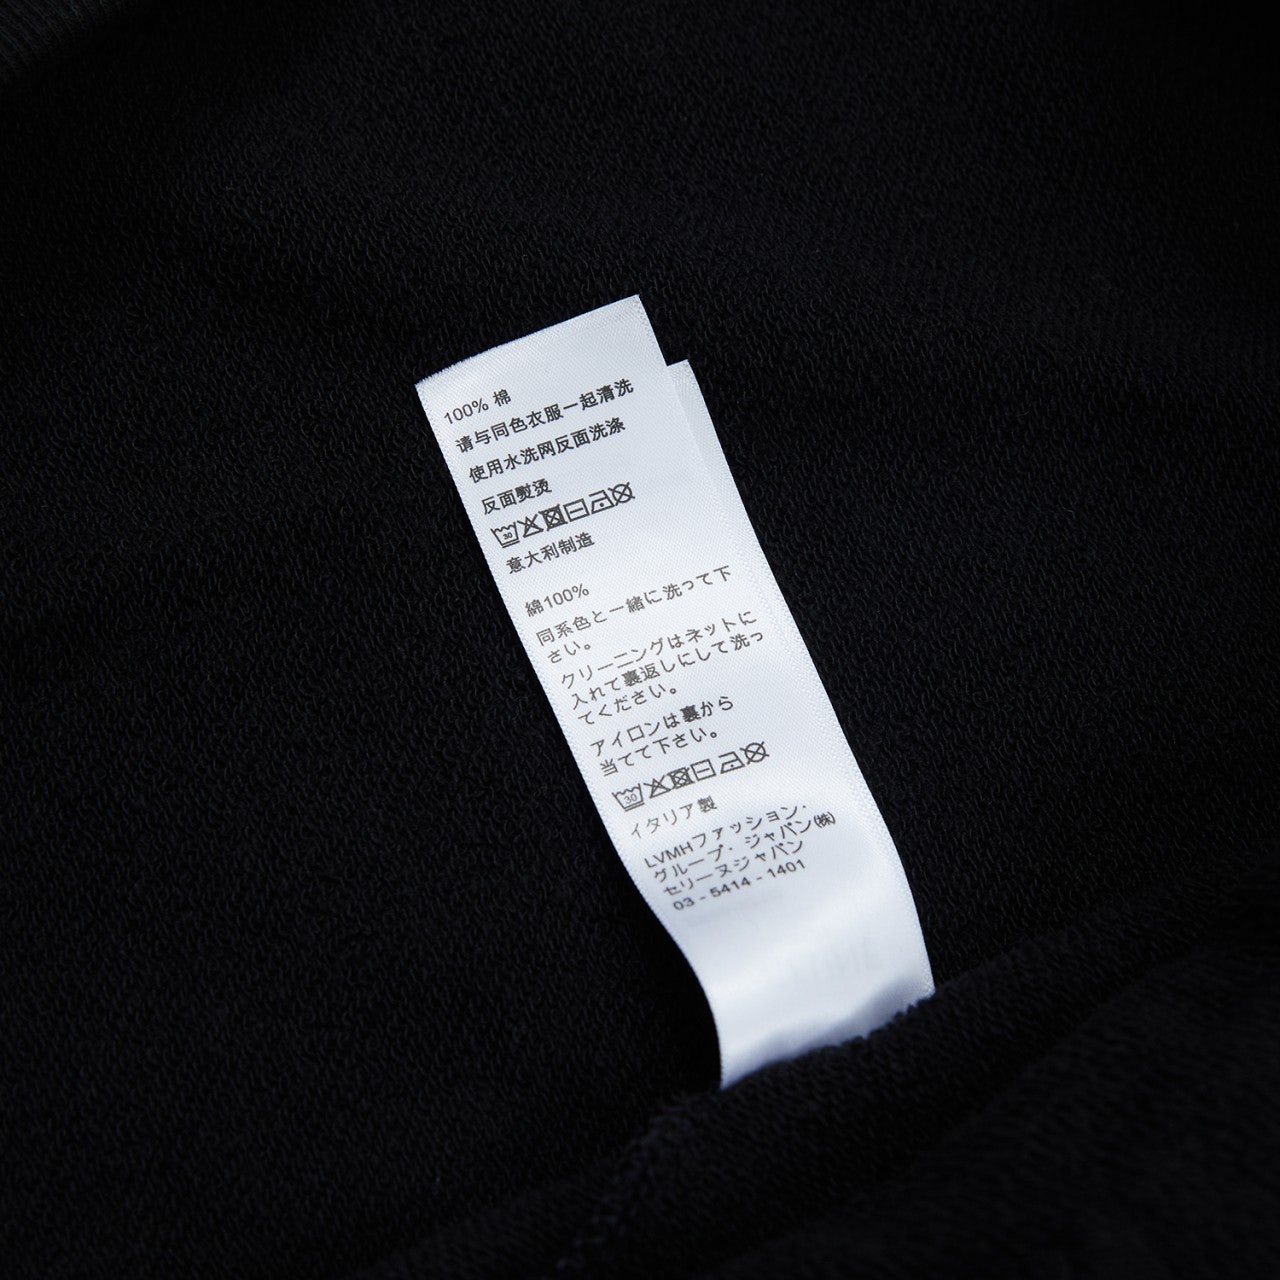 100% 棉
请与同色衣服一起清洗
使用水洗网反面洗涤
反面熨烫
30
意大利制造
綿100%
同系色と一緒に洗って下
さい。
クリーニングはネットに
入れて裏返しにして洗っ
てください。
アイロンは裏から
当てて下さい。
30
イタリア製
LVMHファッション・
グループ・ジャパン㈱
セリーヌジャパン
03 - 5414 - 1401